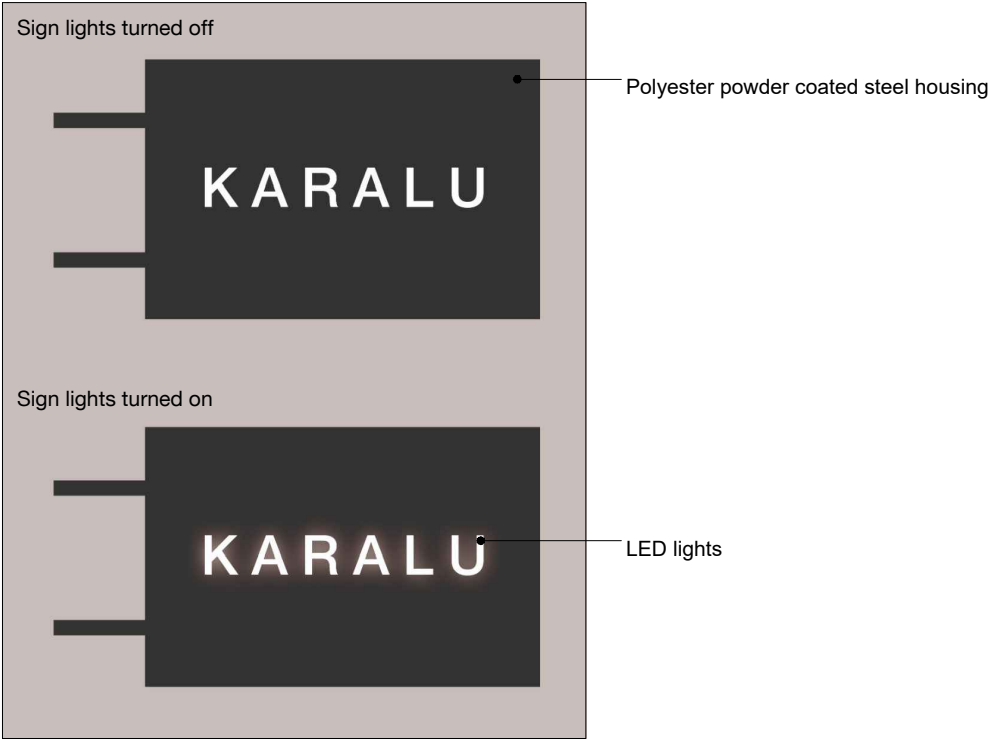 Sign lights turned off
Polyester powder coated steel housing
KARALU
Sign lights turned on
KARALU
LED lights